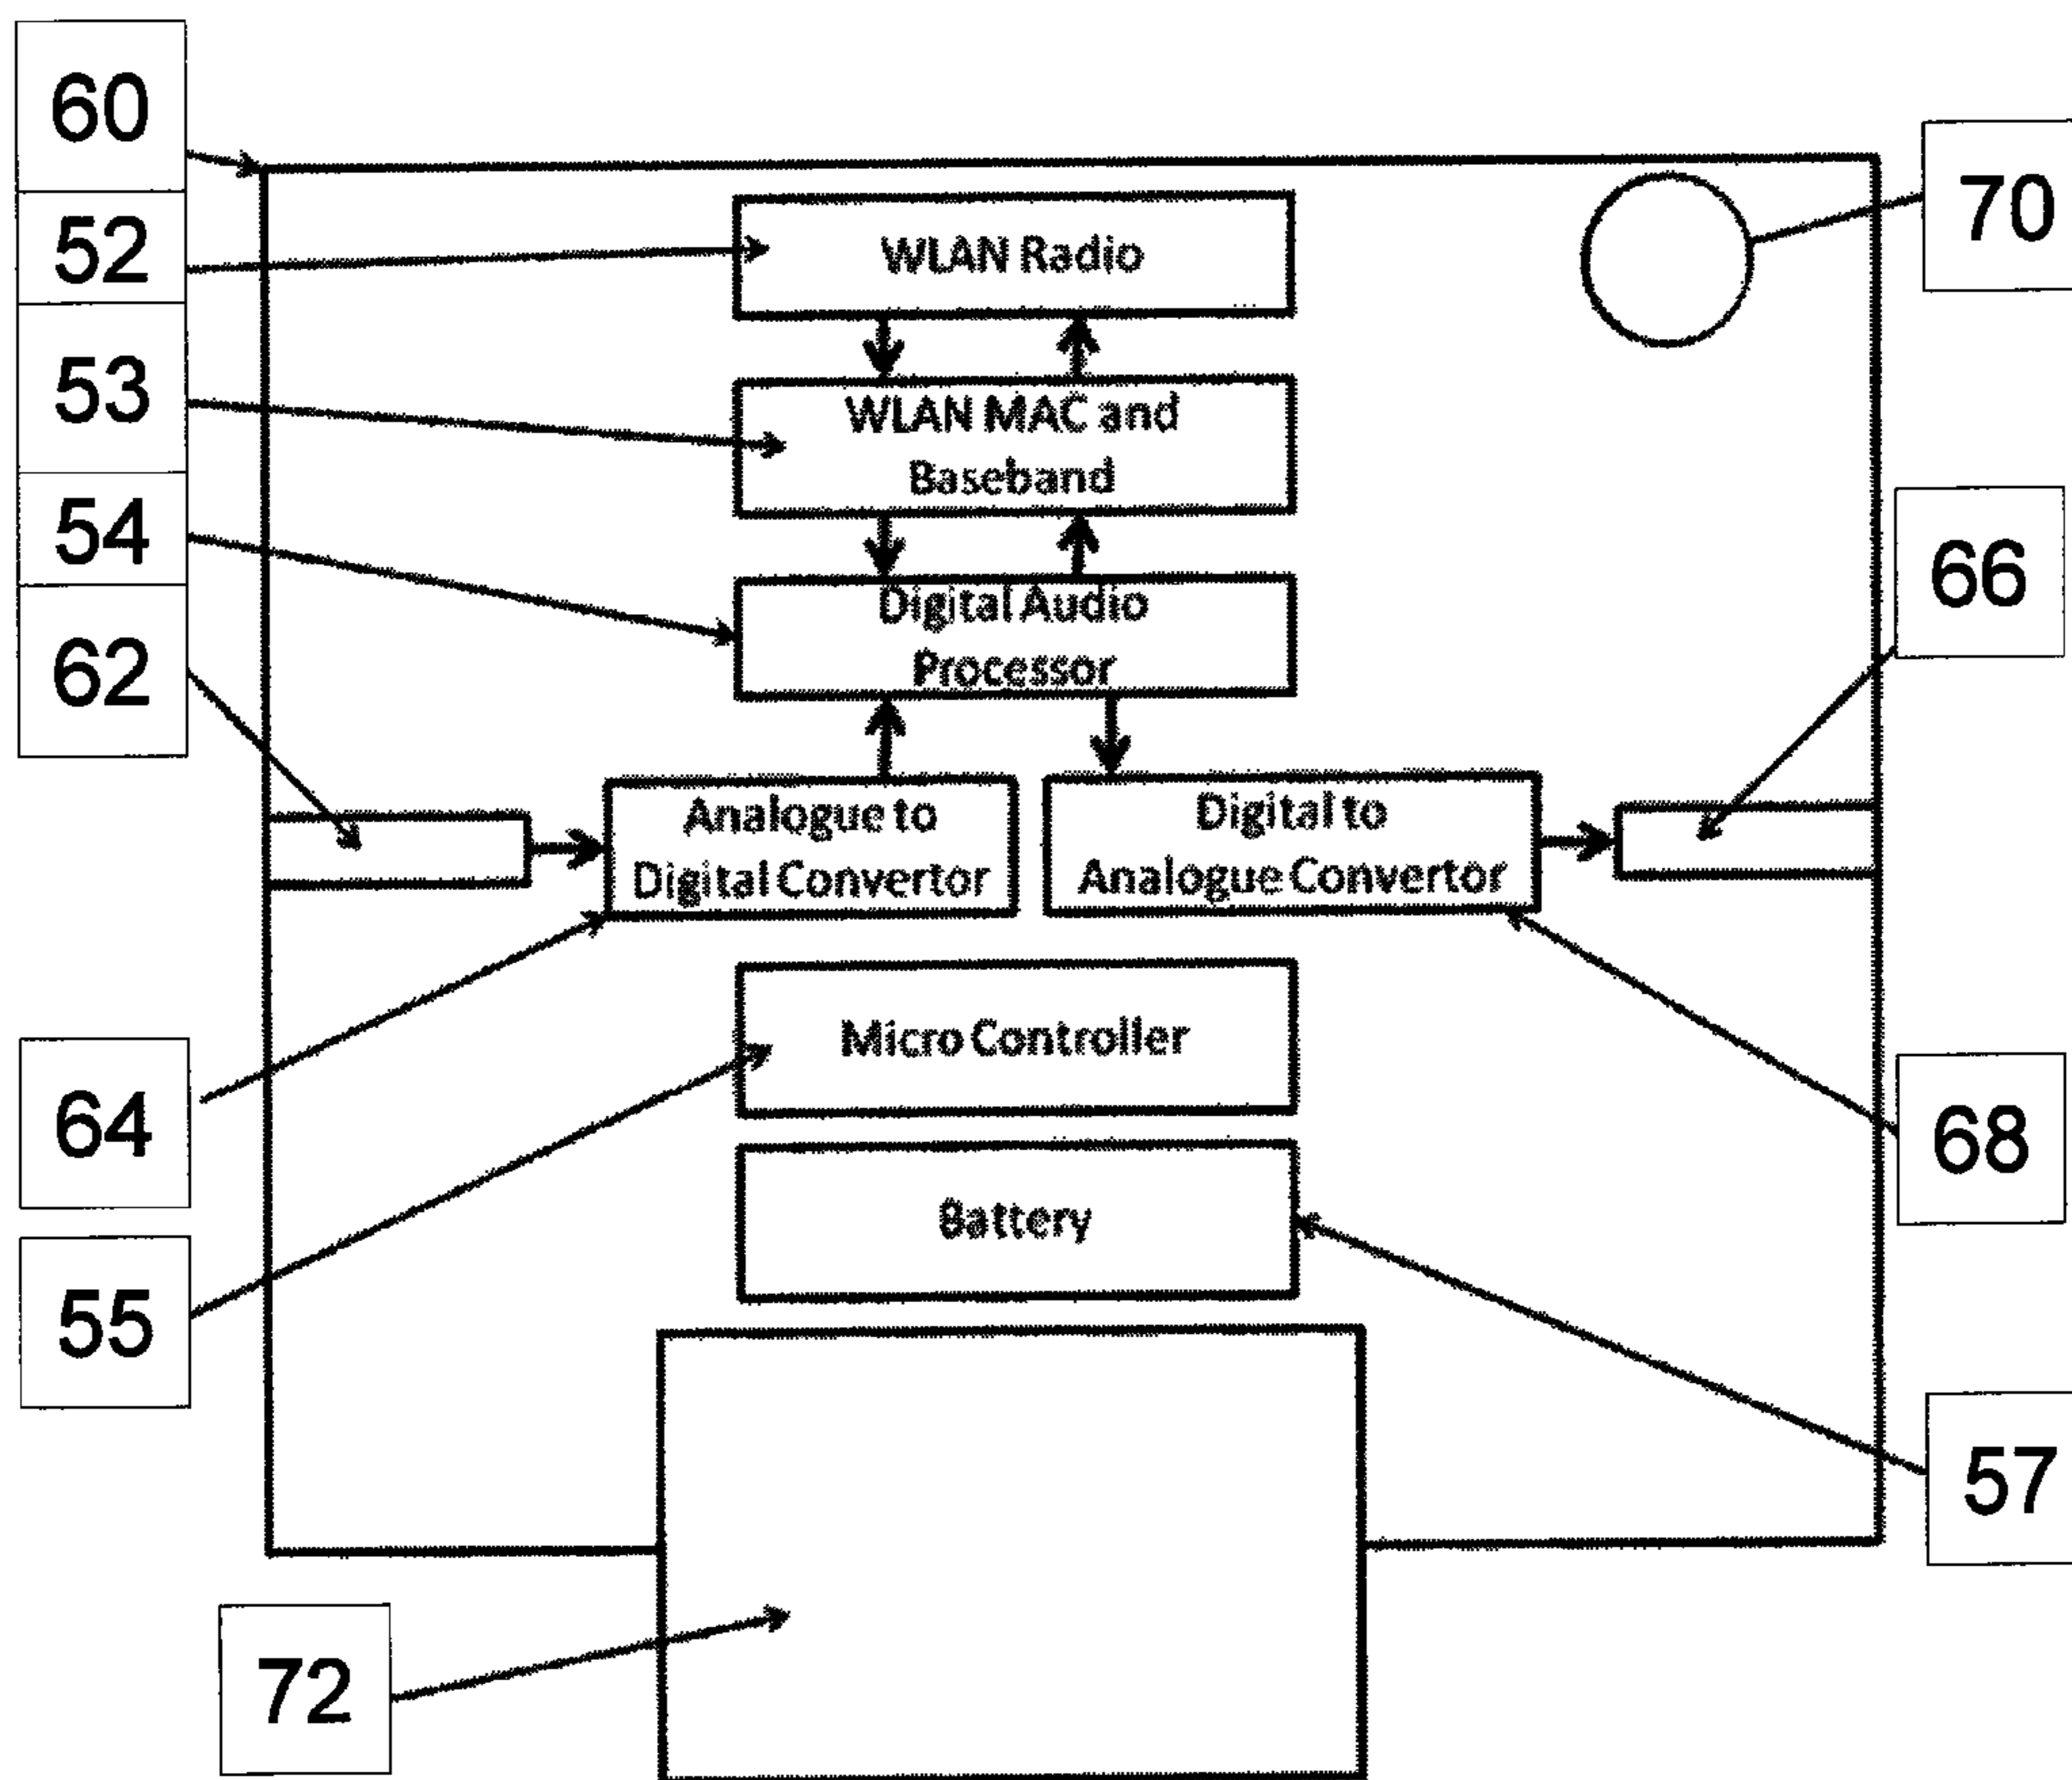 60
52
53
54
62
64
55
72
WLAN Radio
WLAN MAC and
Baseband
Digital Audio
Processor
Analogue to
Digital Convertor
Digital to
Analogue Convertor
Micro Controller
Battery
70
66
68
57